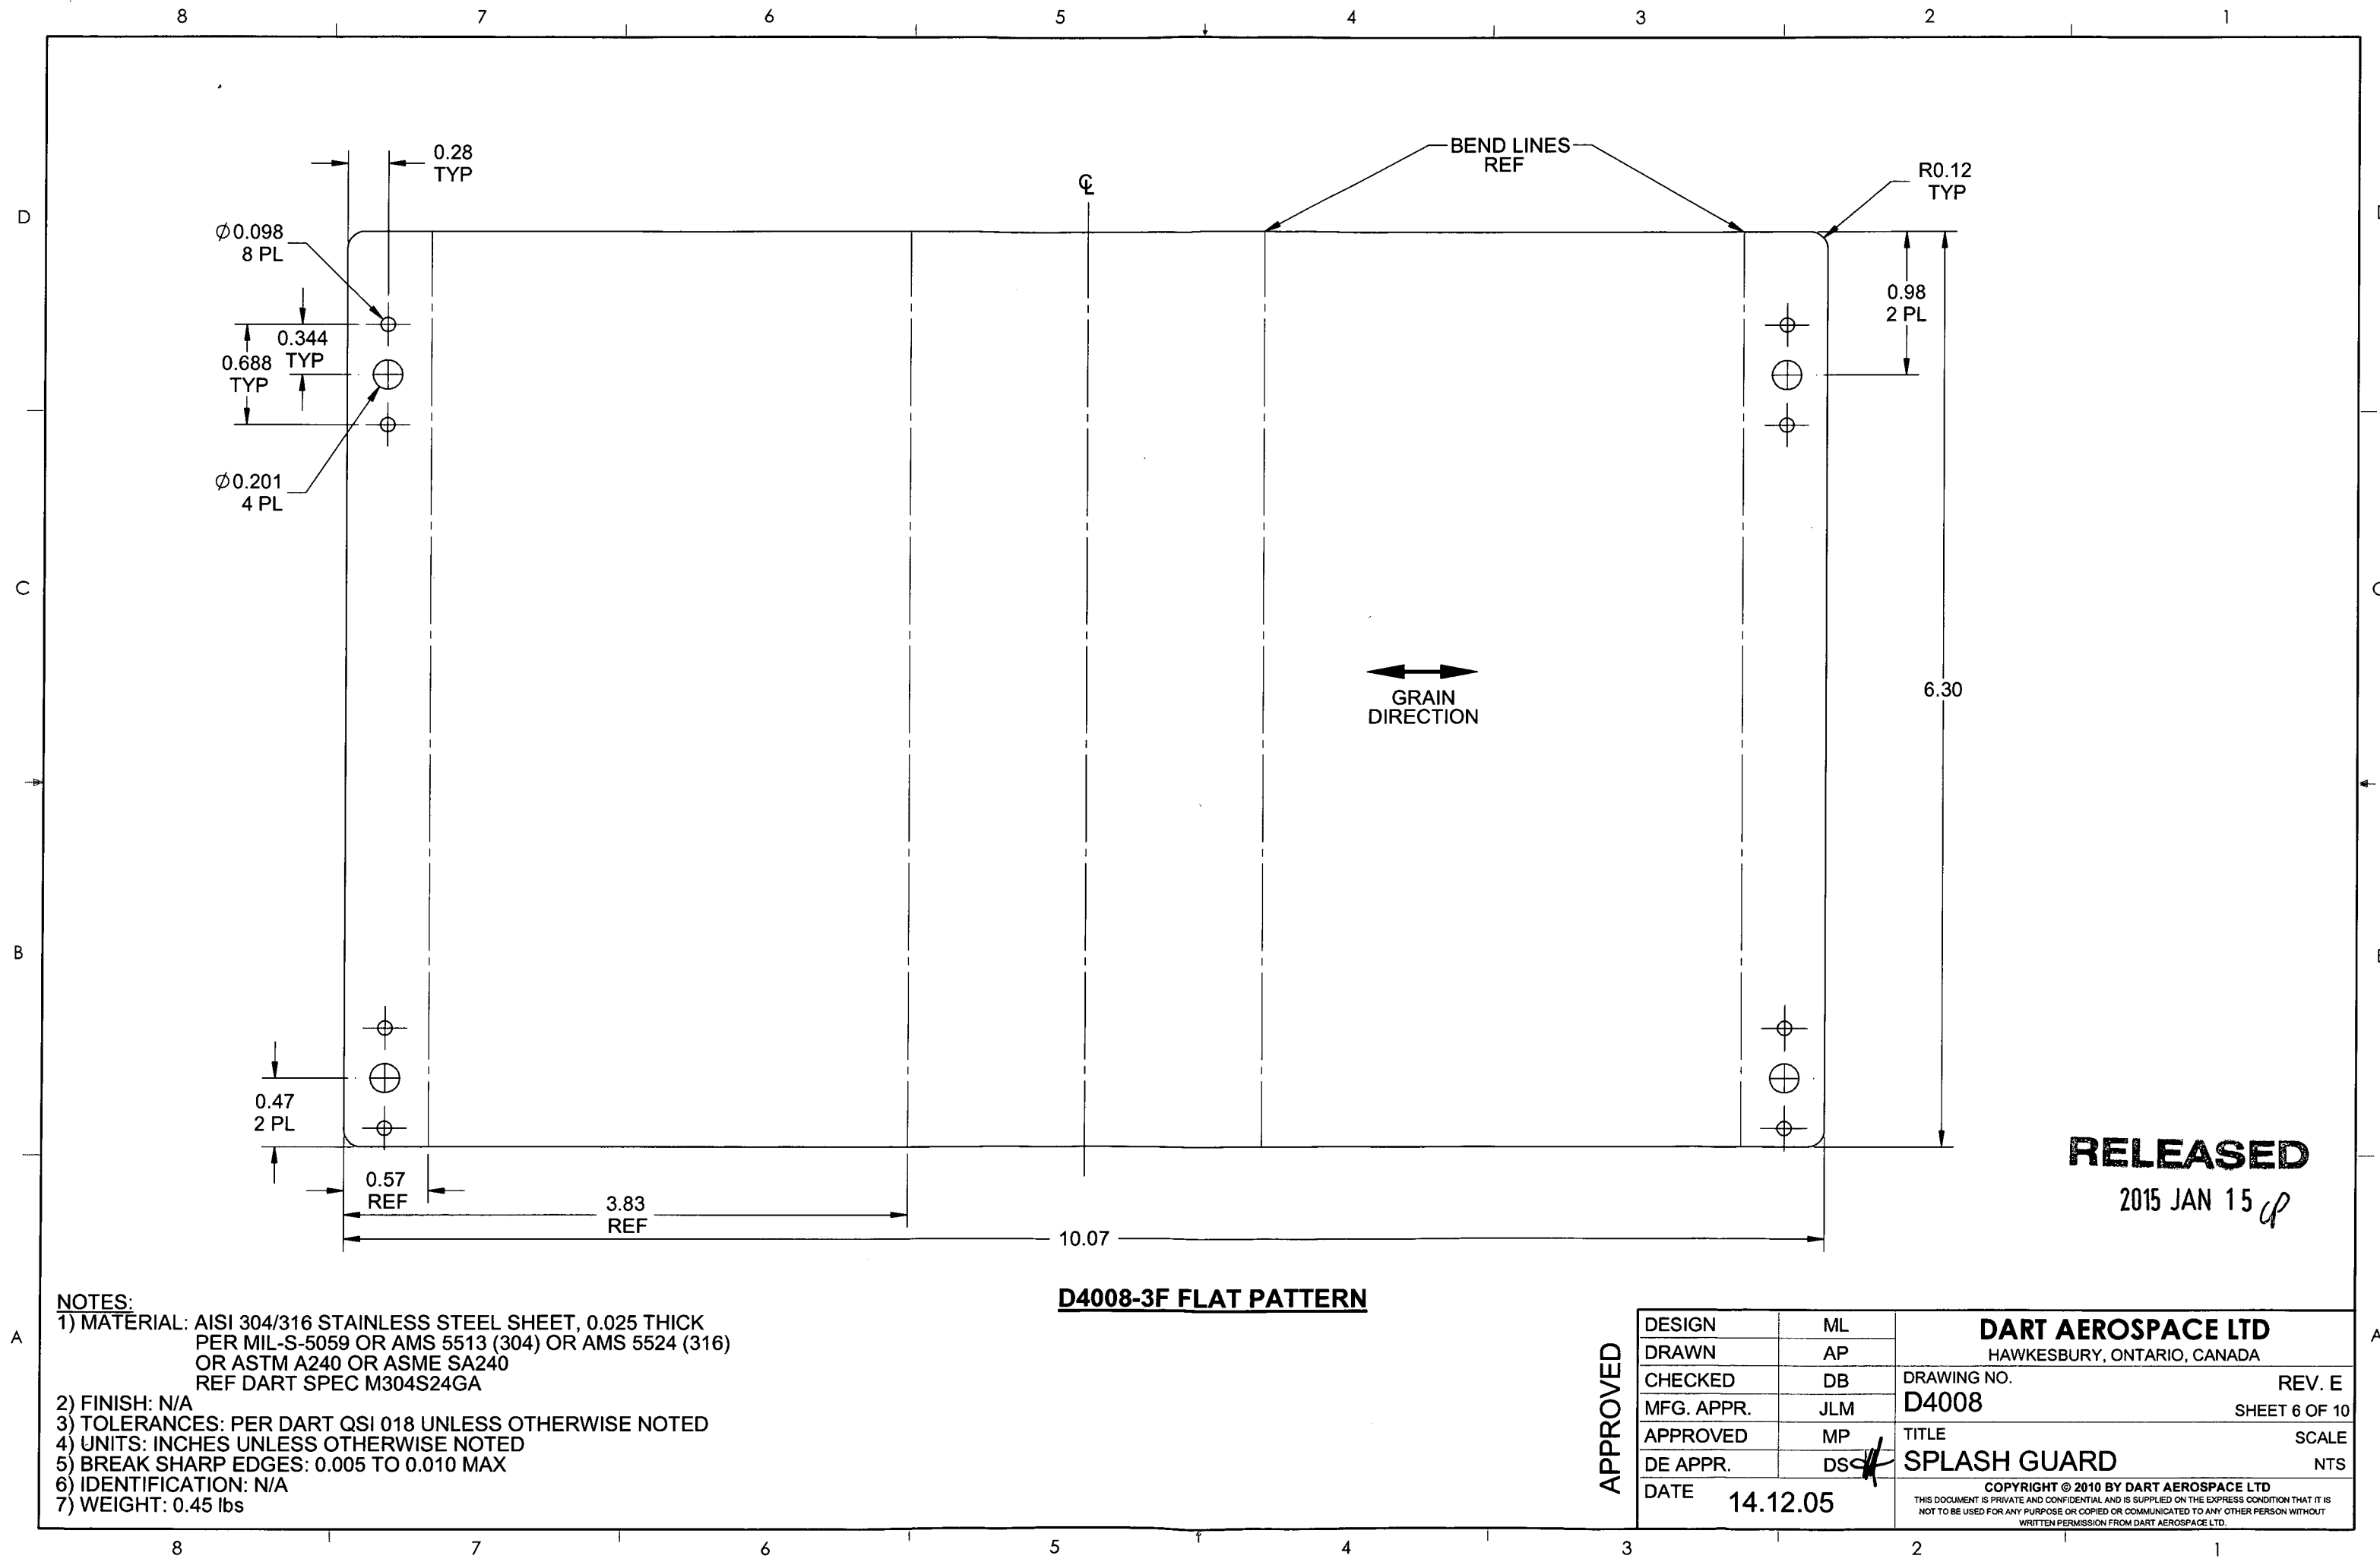 8 7 6 5 4 3 2 1
D
C
B
A
0.28
TYP
BEND LINES
REF
R0.12
TYP
℄
Ø0.098
8 PL
0.98
2 PL
0.344
TYP
0.688
TYP
Ø0.201
4 PL
GRAIN
DIRECTION
6.30
0.47
2 PL
0.57
REF
3.83
REF
10.07
RELEASED
2015 JAN 15
D4008-3F FLAT PATTERN
NOTES:
1) MATERIAL: AISI 304/316 STAINLESS STEEL SHEET, 0.025 THICK
PER MIL-S-5059 OR AMS 5513 (304) OR AMS 5524 (316)
OR ASTM A240 OR ASME SA240
REF DART SPEC M304S24GA
2) FINISH: N/A
3) TOLERANCES: PER DART QSI 018 UNLESS OTHERWISE NOTED
4) UNITS: INCHES UNLESS OTHERWISE NOTED
5) BREAK SHARP EDGES: 0.005 TO 0.010 MAX
6) IDENTIFICATION: N/A
7) WEIGHT: 0.45 lbs
APPROVED
DESIGN ML
DRAWN AP
CHECKED DB
MFG. APPR. JLM
APPROVED MP
DE APPR. DS
DATE 14.12.05
DART AEROSPACE LTD
HAWKESBURY, ONTARIO, CANADA
DRAWING NO. REV. E
D4008 SHEET 6 OF 10
TITLE SCALE
SPLASH GUARD NTS
COPYRIGHT © 2010 BY DART AEROSPACE LTD
THIS DOCUMENT IS PRIVATE AND CONFIDENTIAL AND IS SUPPLIED ON THE EXPRESS CONDITION THAT IT IS
NOT TO BE USED FOR ANY PURPOSE OR COPIED OR COMMUNICATED TO ANY OTHER PERSON WITHOUT
WRITTEN PERMISSION FROM DART AEROSPACE LTD.
8 7 6 5 4 3 2 1